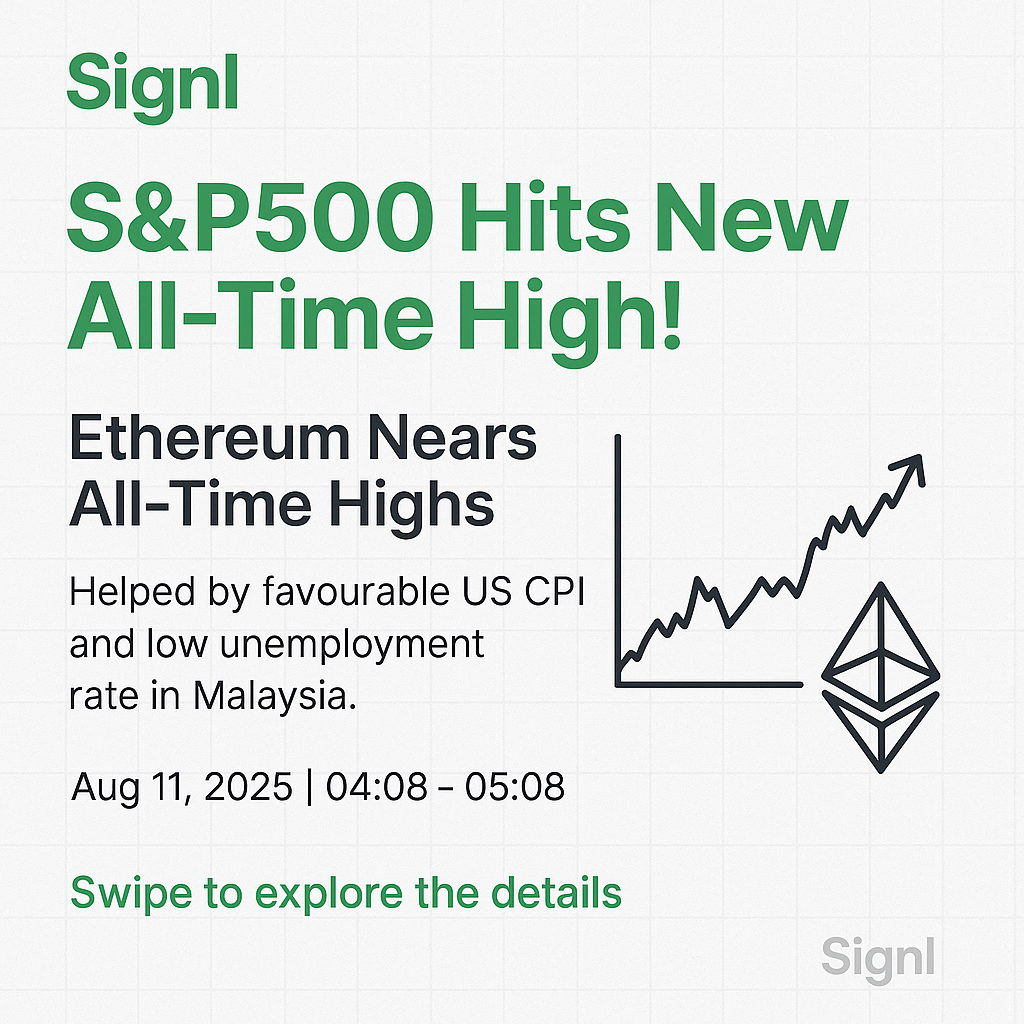 Signl
S&P500 Hits New
All-Time High!
Ethereum Nears
All-Time Highs
Helped by favourable US CPI
and low unemployment
rate in Malaysia.
Aug 11, 2025 | 04:08 – 05:08
Swipe to explore the details
Signl